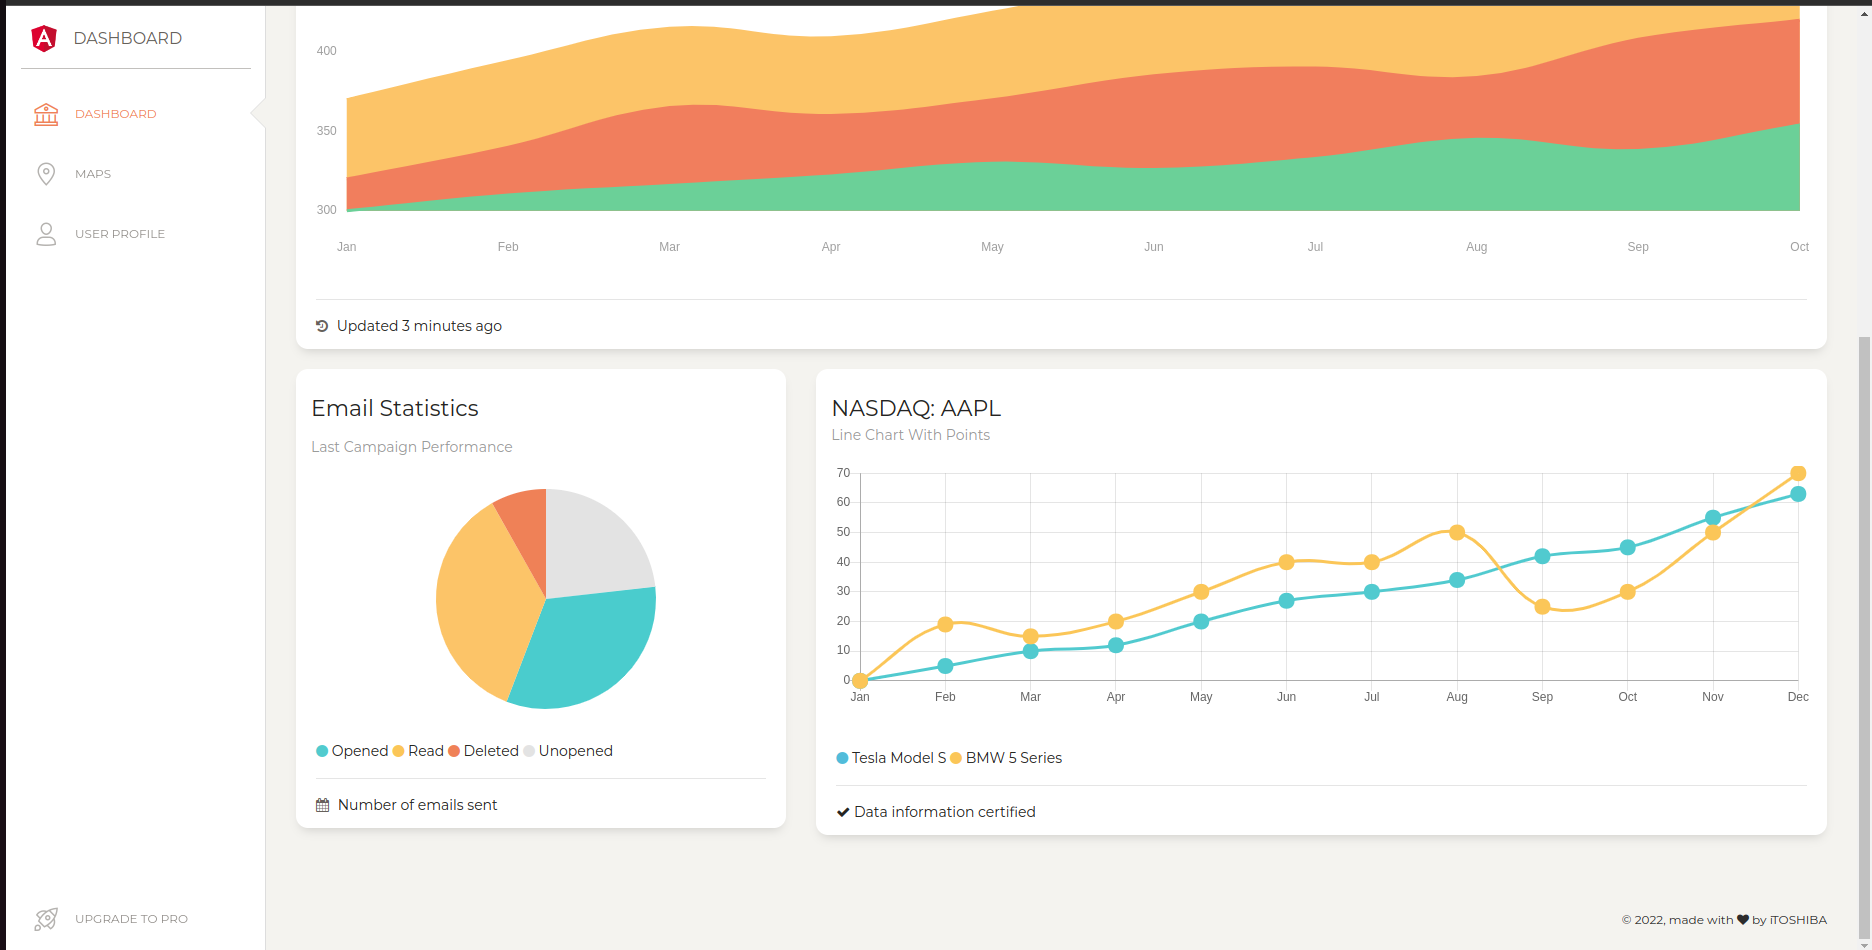 DASHBOARD
DASHBOARD
MAPS
USER PROFILE
UPGRADE TO PRO
400
350
300
Jan Feb Mar Apr May Jun Jul Aug Sep Oct
Updated 3 minutes ago
Email Statistics
Last Campaign Performance
Opened Read Deleted Unopened
Number of emails sent
NASDAQ: AAPL
Line Chart With Points
70
60
50
40
30
20
10
0
Jan Feb Mar Apr May Jun Jul Aug Sep Oct Nov Dec
Tesla Model S BMW 5 Series
Data information certified
© 2022, made with ♥ by iTOSHIBA